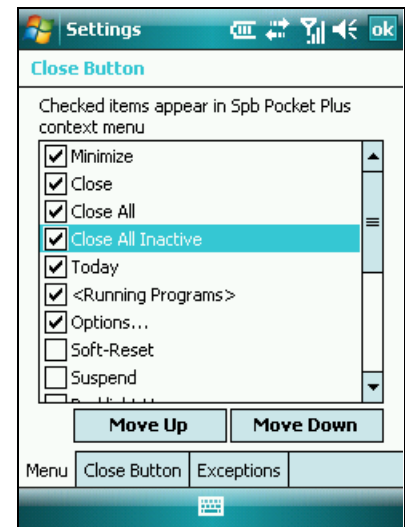 Settings
ok
Close Button
Checked items appear in Spb Pocket Plus
context menu
Minimize
Close
Close All
Close All Inactive
Today
<Running Programs>
Options...
Soft-Reset
Suspend
Move Up
Move Down
Menu
Close Button
Exceptions